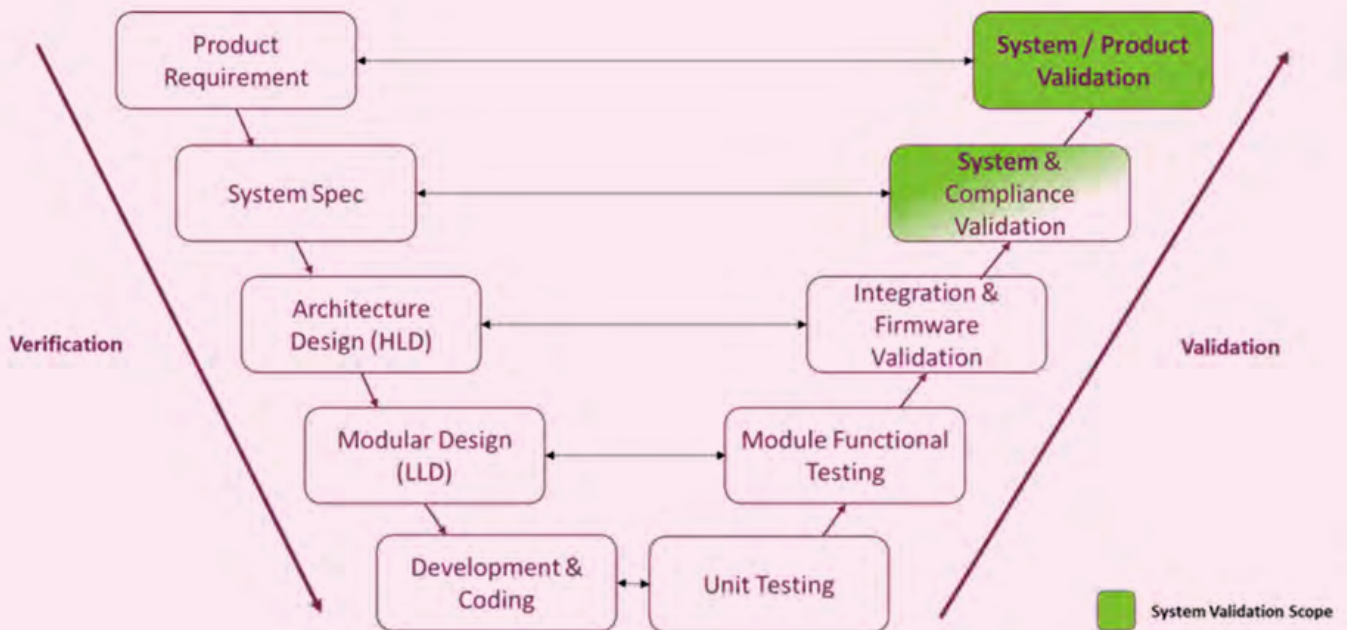 Product
Requirement
System / Product
Validation
System Spec
System &
Compliance
Validation
Architecture
Design (HLD)
Integration &
Firmware
Validation
Verification
Validation
Modular Design
(LLD)
Module Functional
Testing
Development &
Coding
Unit Testing
System Validation Scope